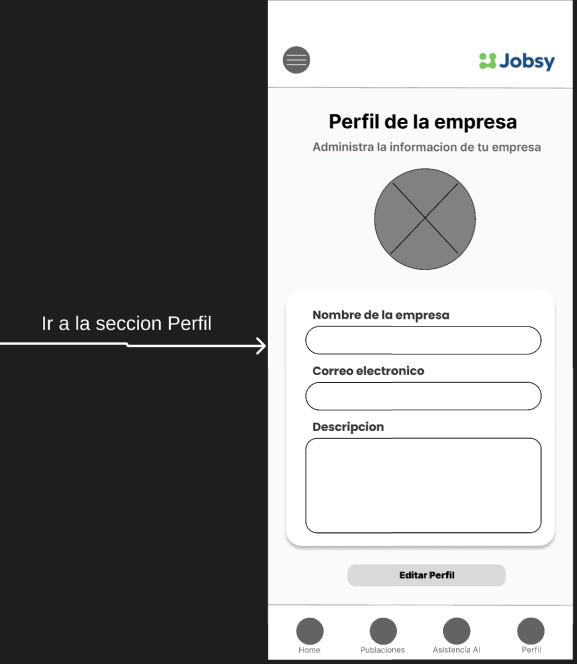 Jobsy
Perfil de la empresa
Administra la informacion de tu empresa
Ir a la seccion Perfil
Nombre de la empresa
Correo electronico
Descripcion
Editar Perfil
Home
Publaciones
Asistencia AI
Perfil